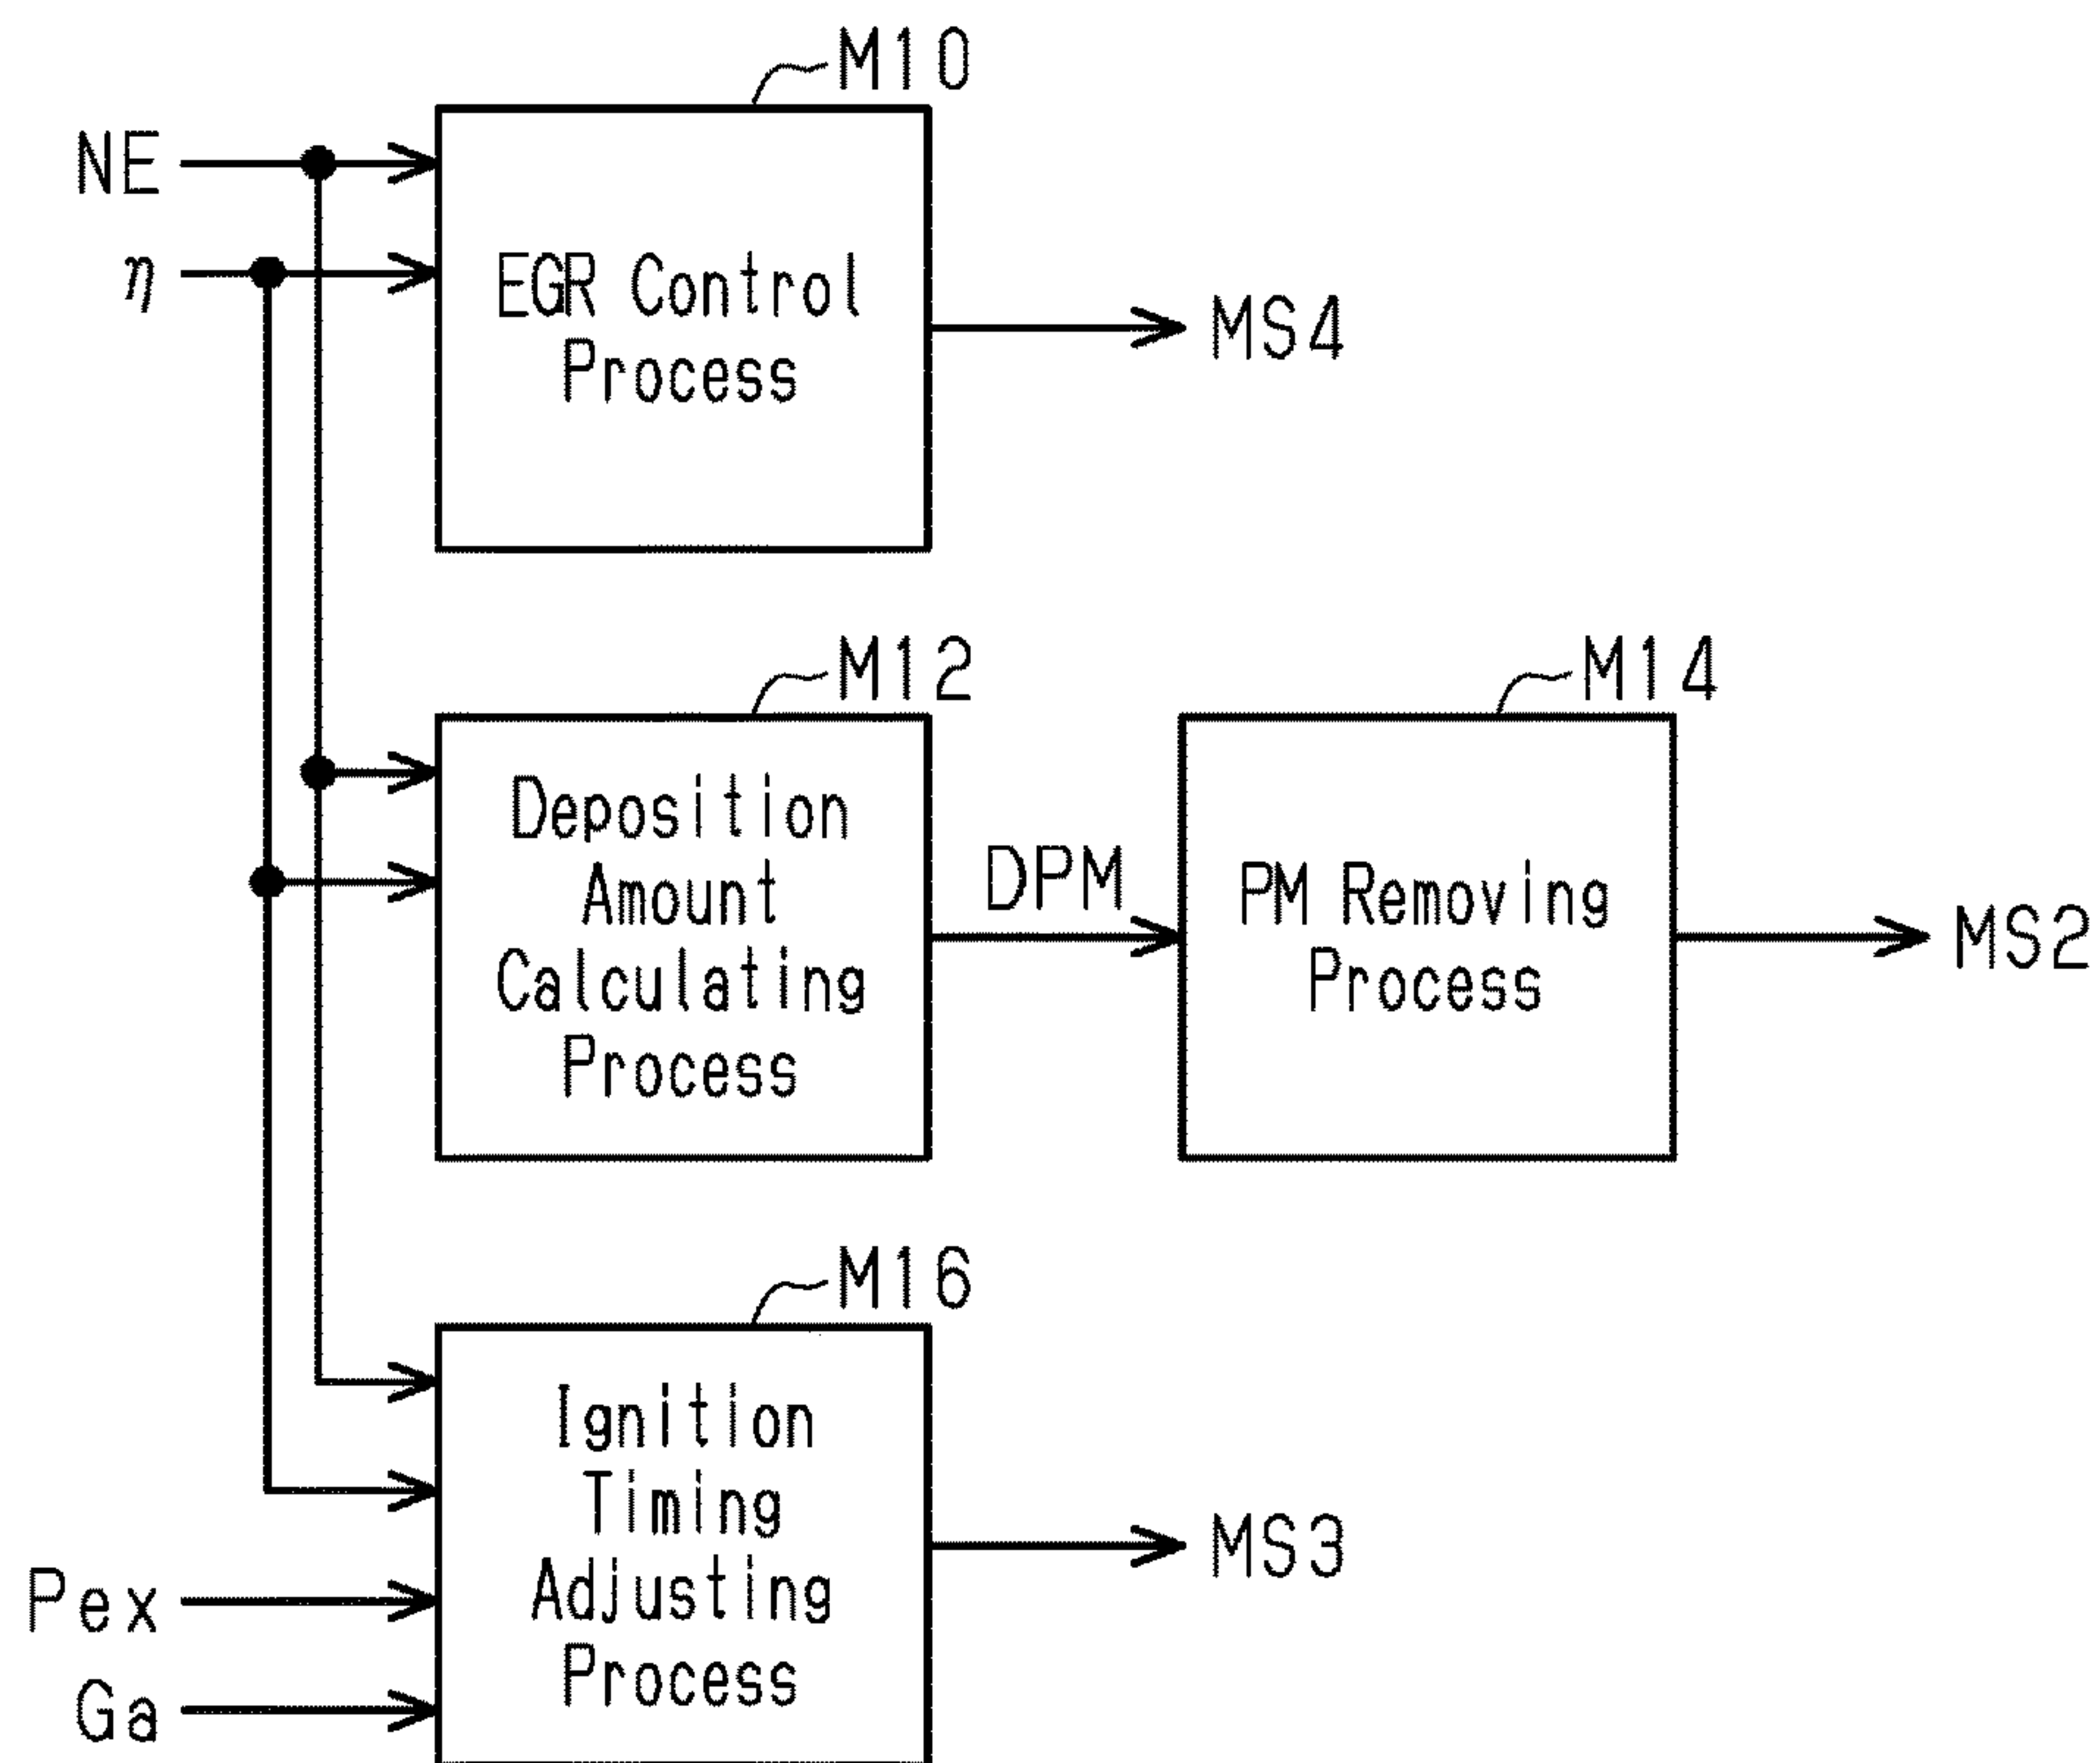 M10
NE
η
EGR Control
Process
MS4
M12
M14
Deposition
Amount
Calculating
Process
DPM
PM Removing
Process
MS2
M16
Ignition
Timing
Adjusting
Process
Pex
Ga
MS3